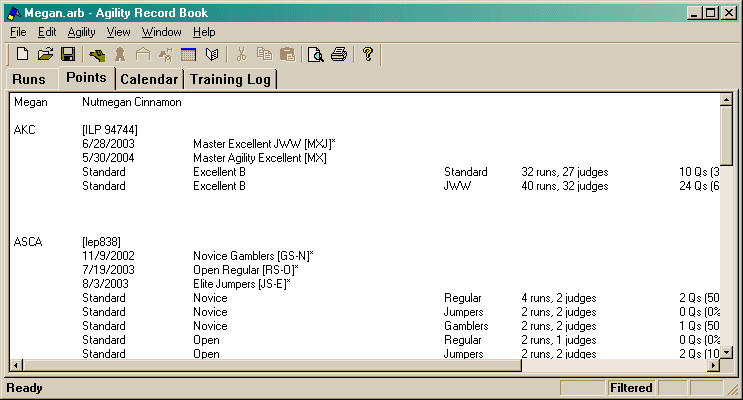 Megan.arb - Agility Record Book
File Edit Agility View Window Help
Runs Points Calendar Training Log
Megan Nutmegan Cinnamon
AKC [ILP 94744]
6/28/2003 Master Excellent JWW [MXJ]*
5/30/2004 Master Agility Excellent [MX]
Standard Excellent B Standard 32 runs, 27 judges 10 Qs (3
Standard Excellent B JWW 40 runs, 32 judges 24 Qs (6
ASCA [lep838]
11/9/2002 Novice Gamblers [GS-N]*
7/19/2003 Open Regular [RS-O]*
8/3/2003 Elite Jumpers [JS-E]*
Standard Novice Regular 4 runs, 2 judges 2 Qs (50
Standard Novice Jumpers 2 runs, 2 judges 0 Qs (0%
Standard Novice Gamblers 2 runs, 2 judges 1 Qs (50
Standard Open Regular 2 runs, 1 judges 0 Qs (0%
Standard Open Jumpers 2 runs, 2 judges 2 Qs (10
Ready Filtered